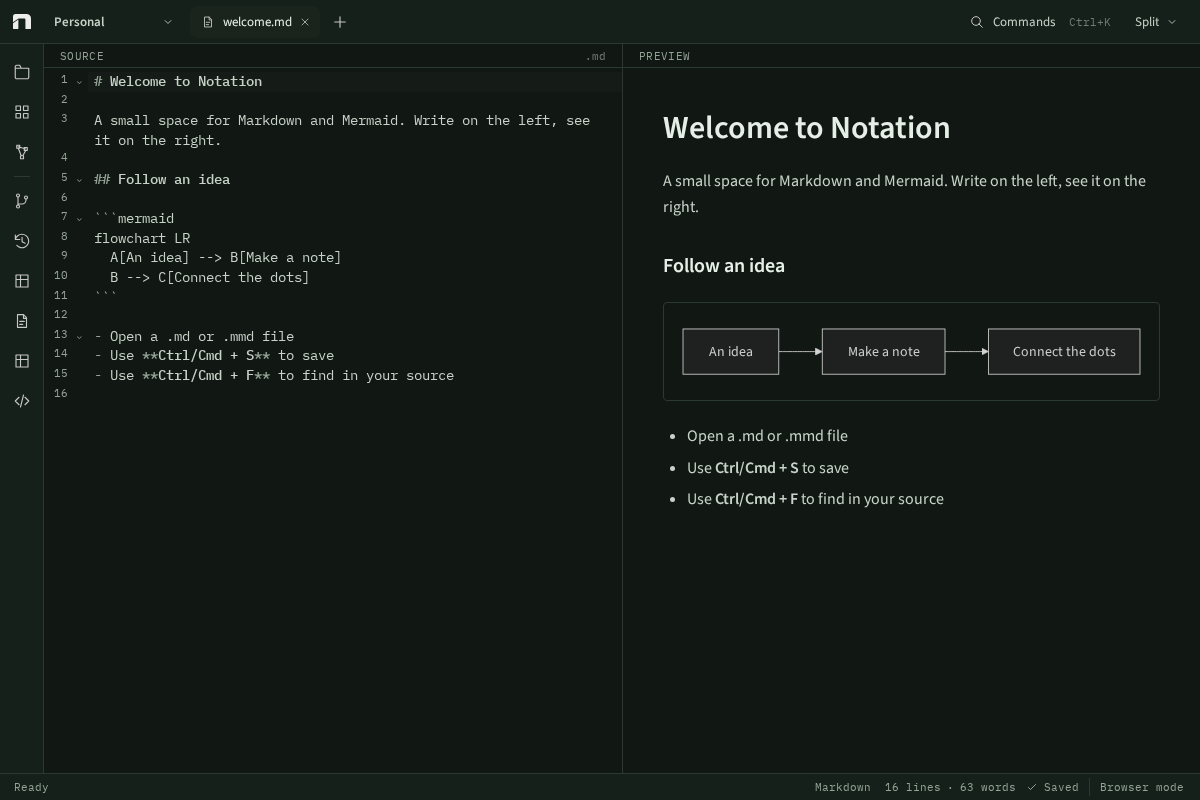 Personal
welcome.md
Commands Ctrl+K
Split
SOURCE
.md
PREVIEW
1 # Welcome to Notation
2
3 A small space for Markdown and Mermaid. Write on the left, see
it on the right.
4
5 ## Follow an idea
6
7 ```mermaid
8 flowchart LR
9 A[An idea] --> B[Make a note]
10 B --> C[Connect the dots]
11 ```
12
13 - Open a .md or .mmd file
14 - Use **Ctrl/Cmd + S** to save
15 - Use **Ctrl/Cmd + F** to find in your source
16
Welcome to Notation
A small space for Markdown and Mermaid. Write on the left, see it on the
right.
Follow an idea
An idea
Make a note
Connect the dots
• Open a .md or .mmd file
• Use Ctrl/Cmd + S to save
• Use Ctrl/Cmd + F to find in your source
Ready
Markdown 16 lines · 63 words ✓ Saved Browser mode